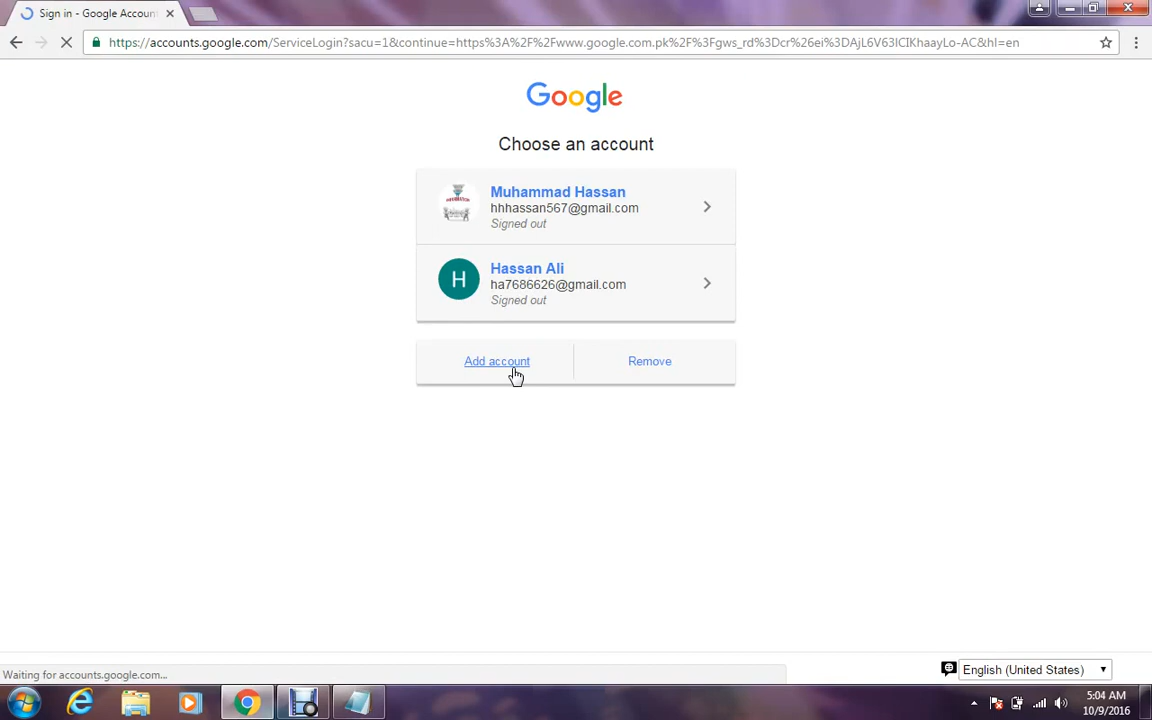 Sign in - Google Accoun
https://accounts.google.com/ServiceLogin?sacu=1&continue=https%3A%2F%2Fwww.google.com.pk%2F%3Fgws_rd%3Dcr%26ei%3DAjL6V63lCIKhaayLo-AC&hl=en
Google
Choose an account
Muhammad Hassan
hhhassan567@gmail.com
Signed out
H
Hassan Ali
ha7686626@gmail.com
Signed out
Add account
Remove
English (United States)
Waiting for accounts.google.com...
5:04 AM
10/9/2016